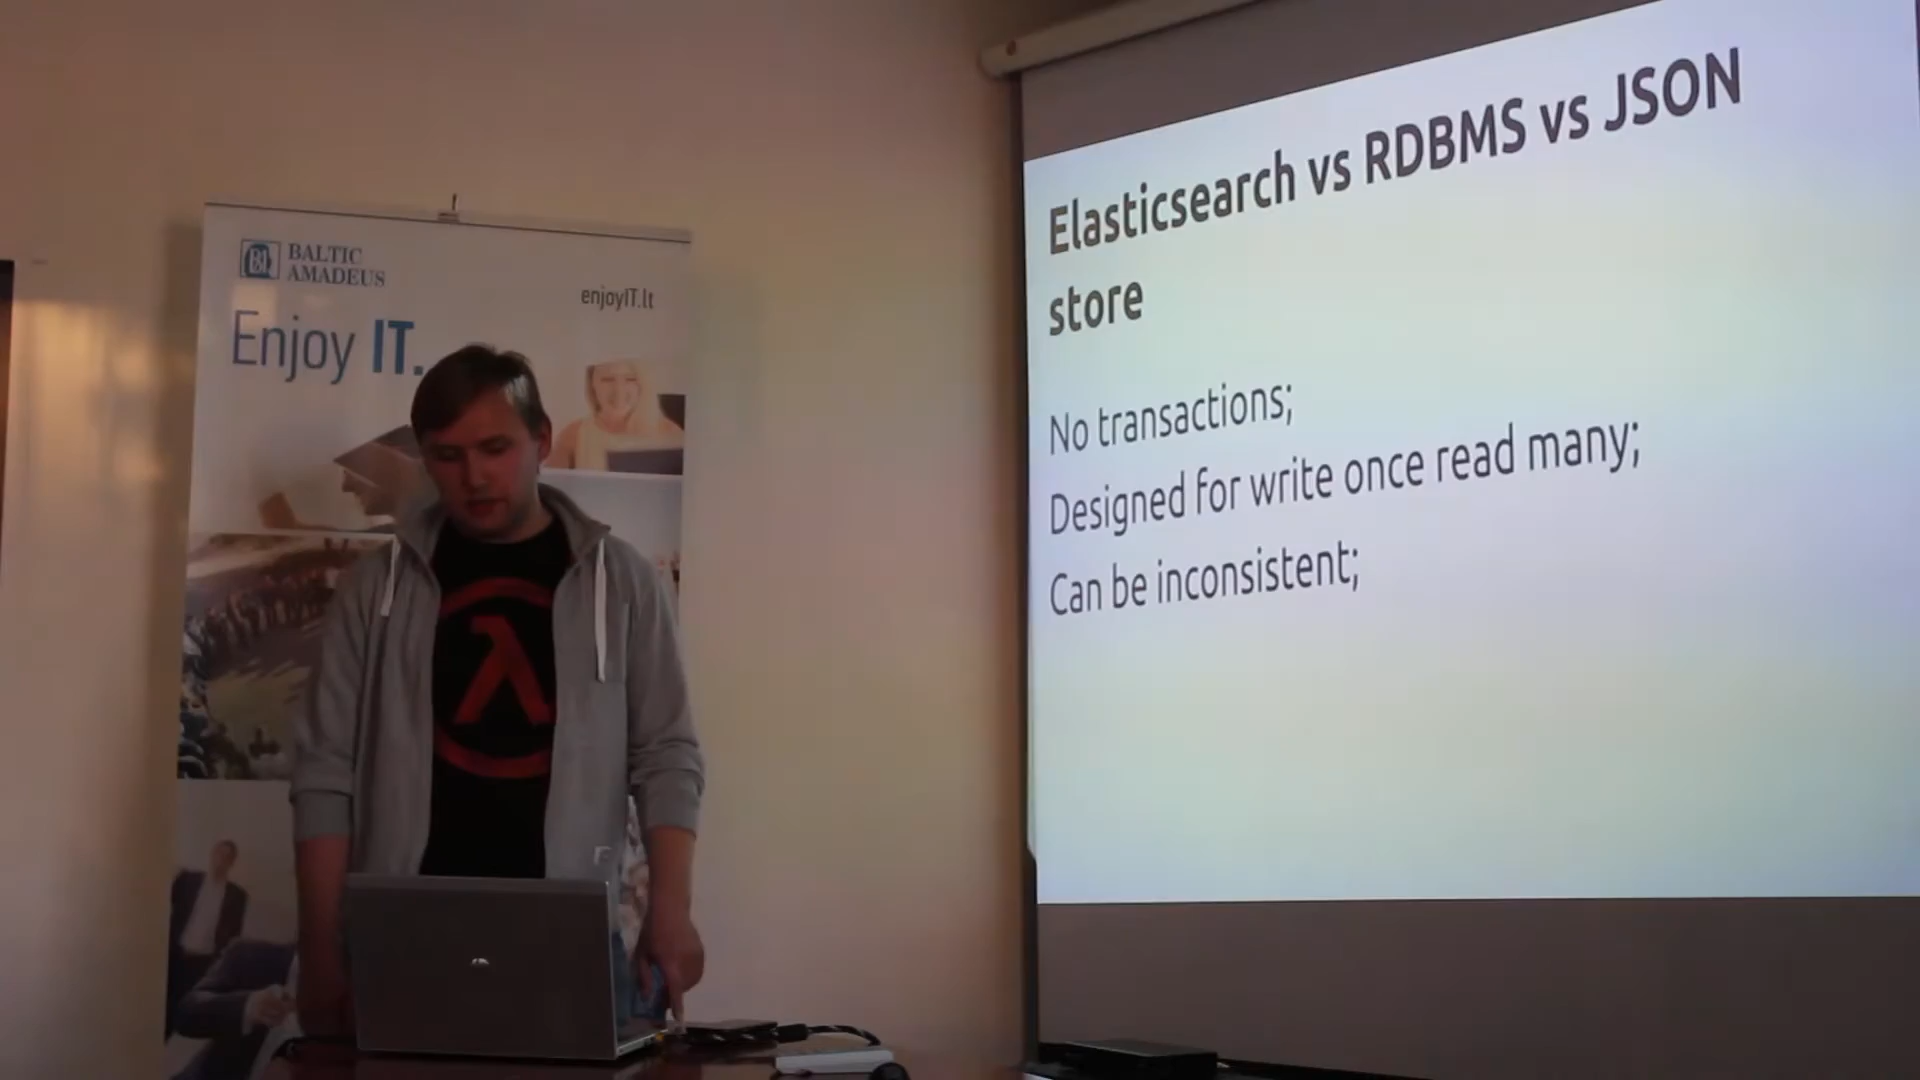 BALTIC
AMADEUS
enjoyIT.lt
Enjoy IT.
Elasticsearch vs RDBMS vs JSON
store
No transactions;
Designed for write once read many;
Can be inconsistent;
λ
hp